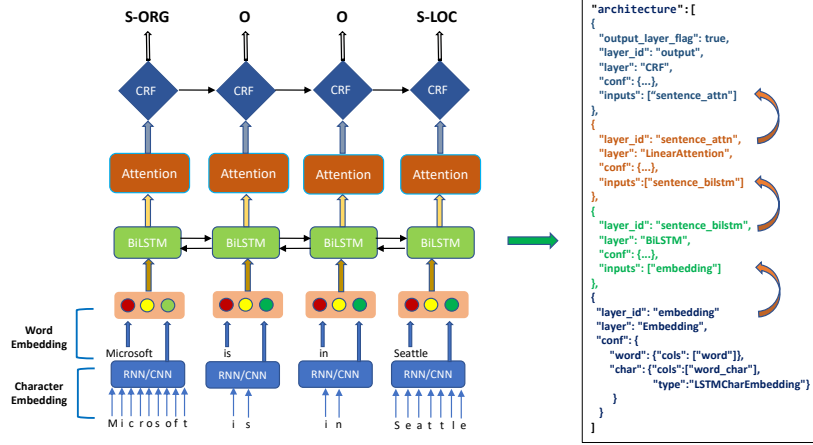 S-ORG O O S-LOC
CRF CRF CRF CRF
Attention Attention Attention Attention
BiLSTM BiLSTM BiLSTM BiLSTM
Word
Embedding
Microsoft is in Seattle
Character
Embedding
RNN/CNN RNN/CNN RNN/CNN RNN/CNN
M i c r o s o f t i s i n S e a t t l e
"architecture":[
{
"output_layer_flag": true,
"layer_id": "output",
"layer": "CRF",
"conf": {...},
"inputs": ["sentence_attn"]
},
{
"layer_id": "sentence_attn",
"layer": "LinearAttention",
"conf": {...},
"inputs":["sentence_bilstm"]
},
{
"layer_id": "sentence_bilstm",
"layer": "BiLSTM",
"conf": {...},
"inputs": ["embedding"]
},
{
"layer_id": "embedding"
"layer": "Embedding",
"conf": {
"word": {"cols": ["word"]},
"char": {"cols":["word_char"],
"type":"LSTMCharEmbedding"}
}
}
]